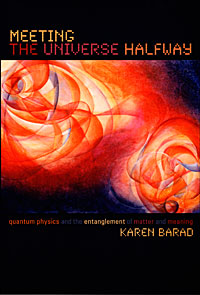 MEETING
THE UNIVERSE HALFWAY
quantum physics and the entanglement of matter and meaning
KAREN BARAD